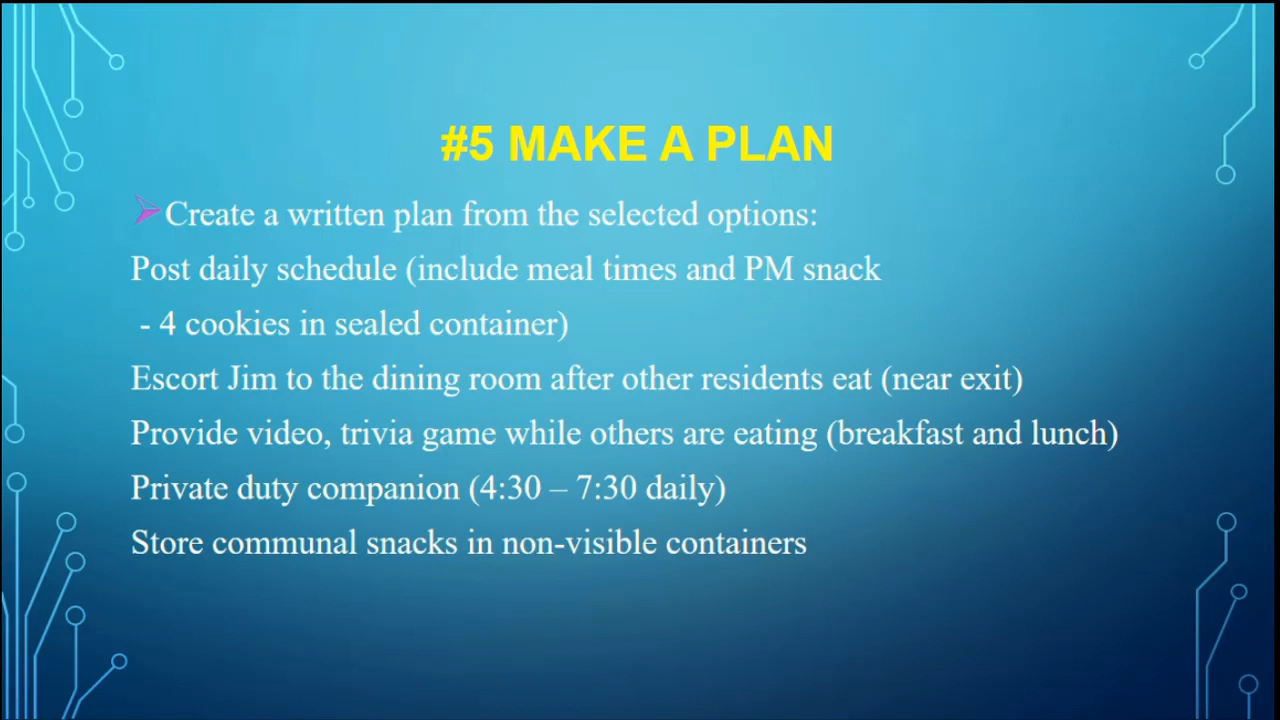 #5 MAKE A PLAN
Create a written plan from the selected options:
Post daily schedule (include meal times and PM snack
- 4 cookies in sealed container)
Escort Jim to the dining room after other residents eat (near exit)
Provide video, trivia game while others are eating (breakfast and lunch)
Private duty companion (4:30 – 7:30 daily)
Store communal snacks in non-visible containers